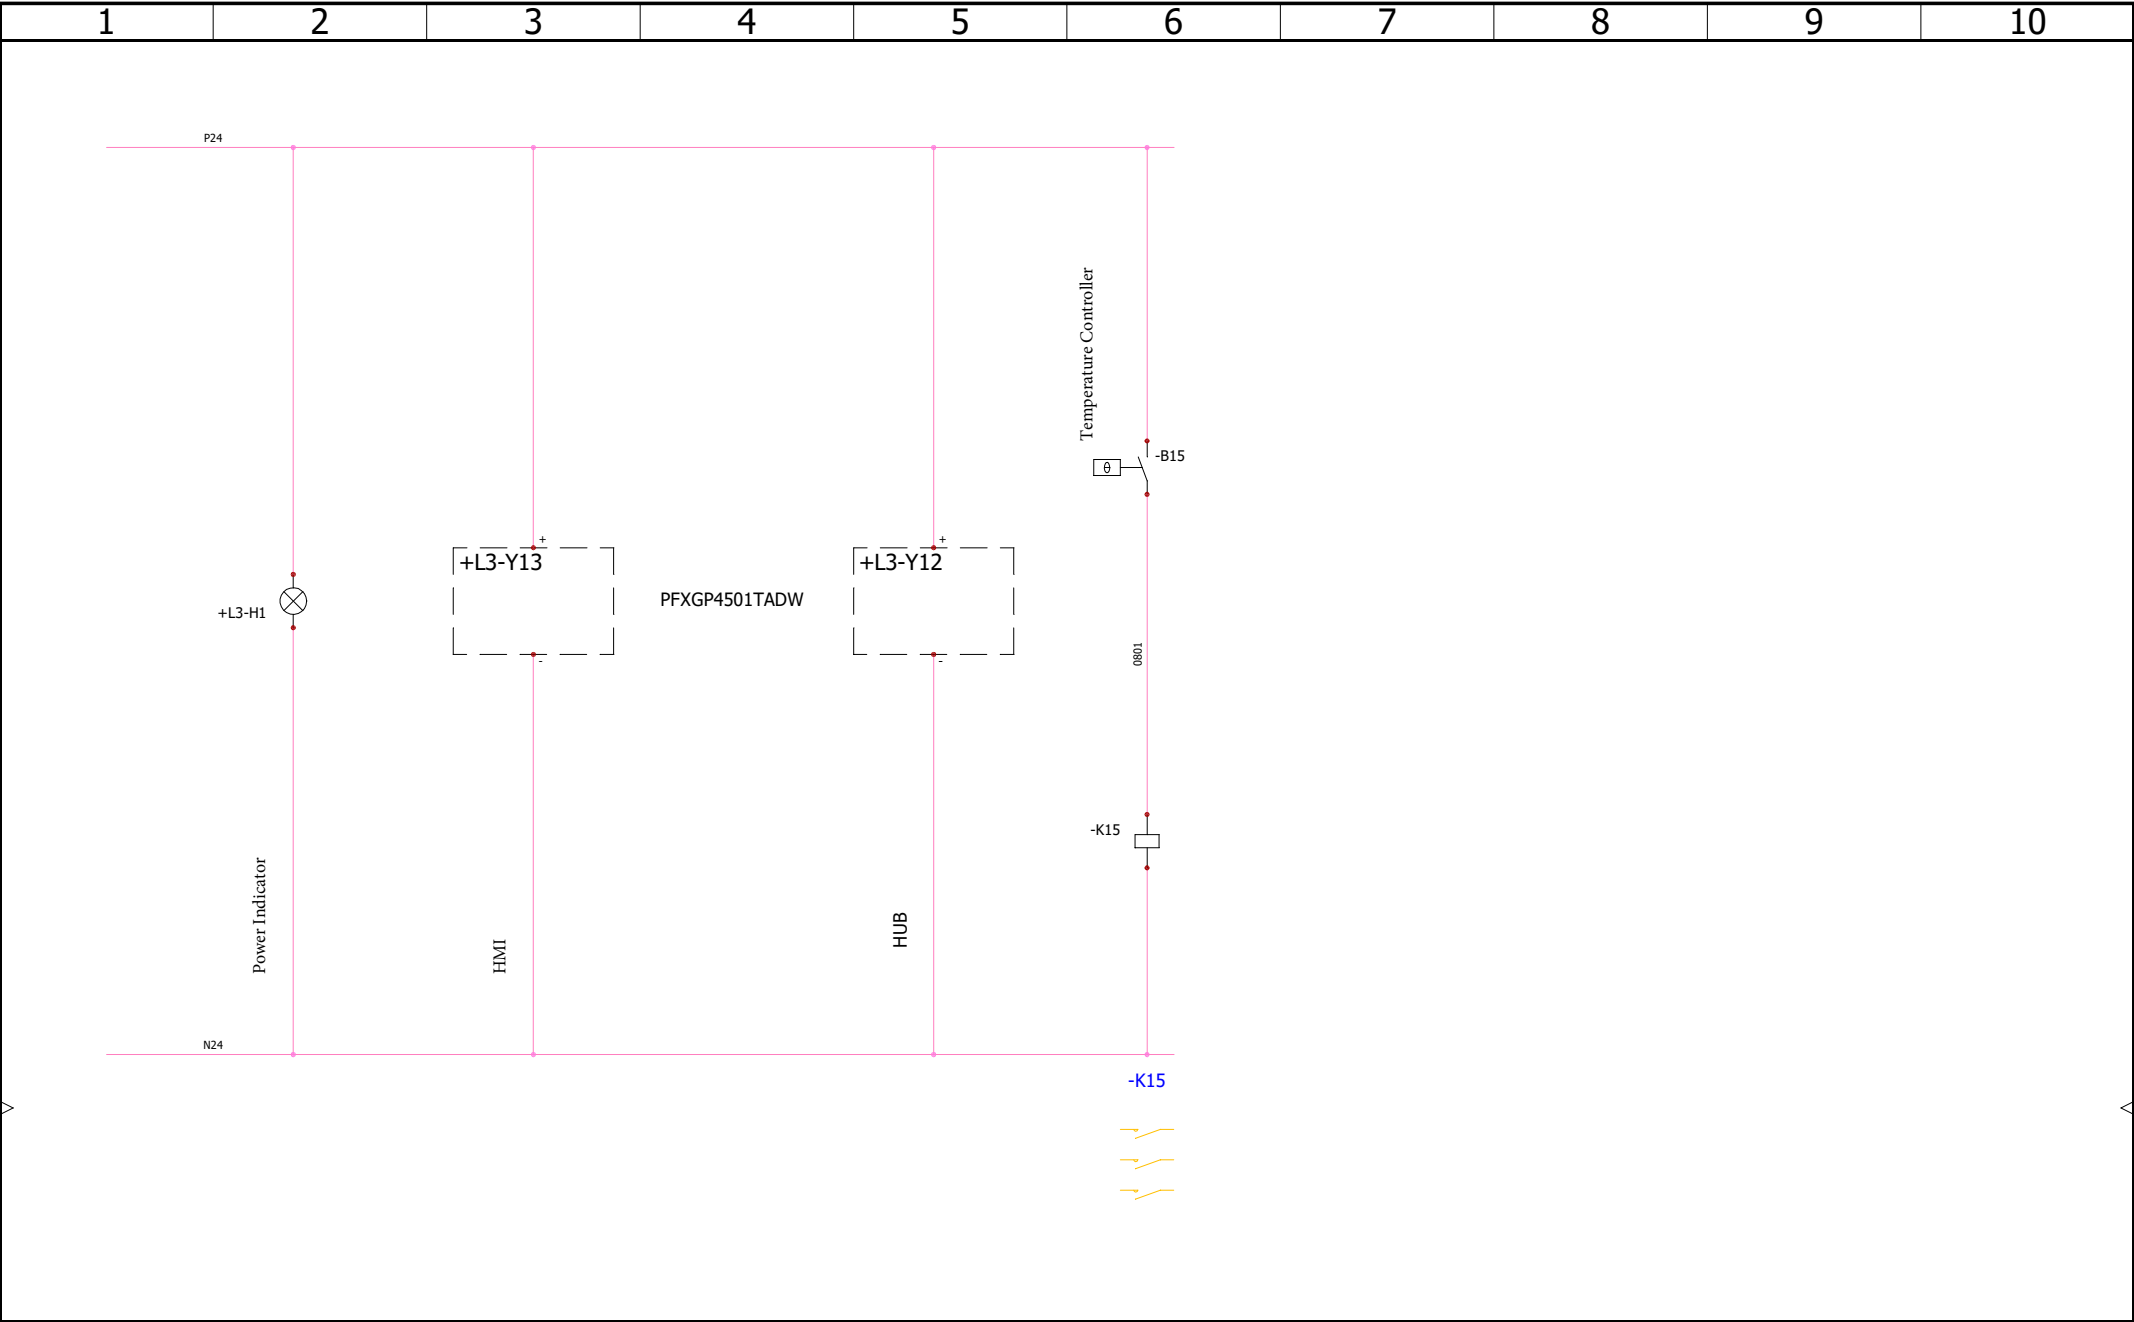 1 2 3 4 5 6 7 8 9 10
P24
Temperature Controller
-B15
θ
+
+
+L3-Y13
+L3-Y12
PFXGP4501TADW
+L3-H1
-
-
0801
-K15
Power Indicator
HMI
HUB
N24
-K15